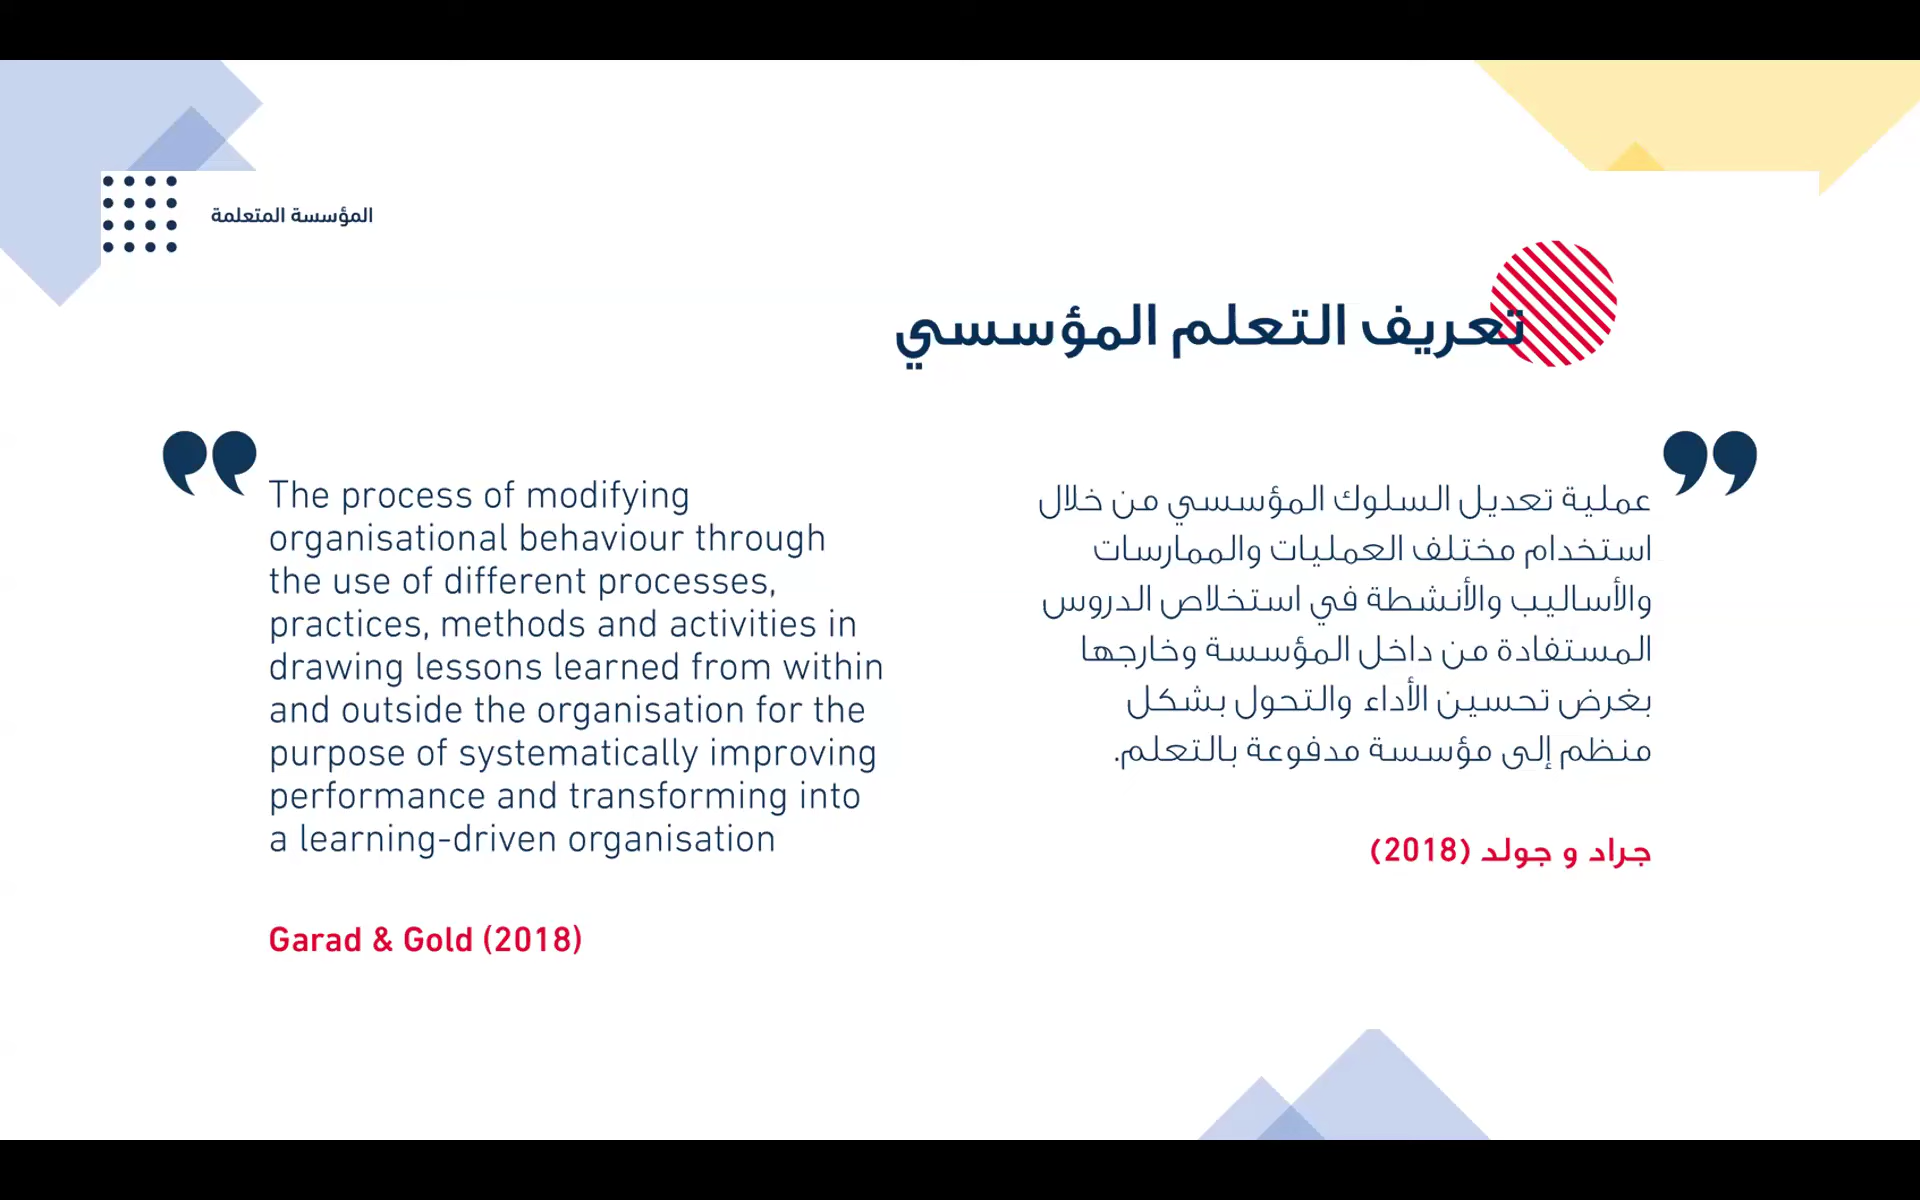 المؤسسة المتعلمة
تعريف التعلم المؤسسي
عملية تعديل السلوك المؤسسي من خلال
استخدام مختلف العمليات والممارسات
والأساليب والأنشطة في استخلاص الدروس
المستفادة من داخل المؤسسة وخارجها
بغرض تحسين الأداء والتحول بشكل
منظم إلى مؤسسة مدفوعة بالتعلم.
جراد و جولد (2018)
The process of modifying
organisational behaviour through
the use of different processes,
practices, methods and activities in
drawing lessons learned from within
and outside the organisation for the
purpose of systematically improving
performance and transforming into
a learning-driven organisation
Garad & Gold (2018)